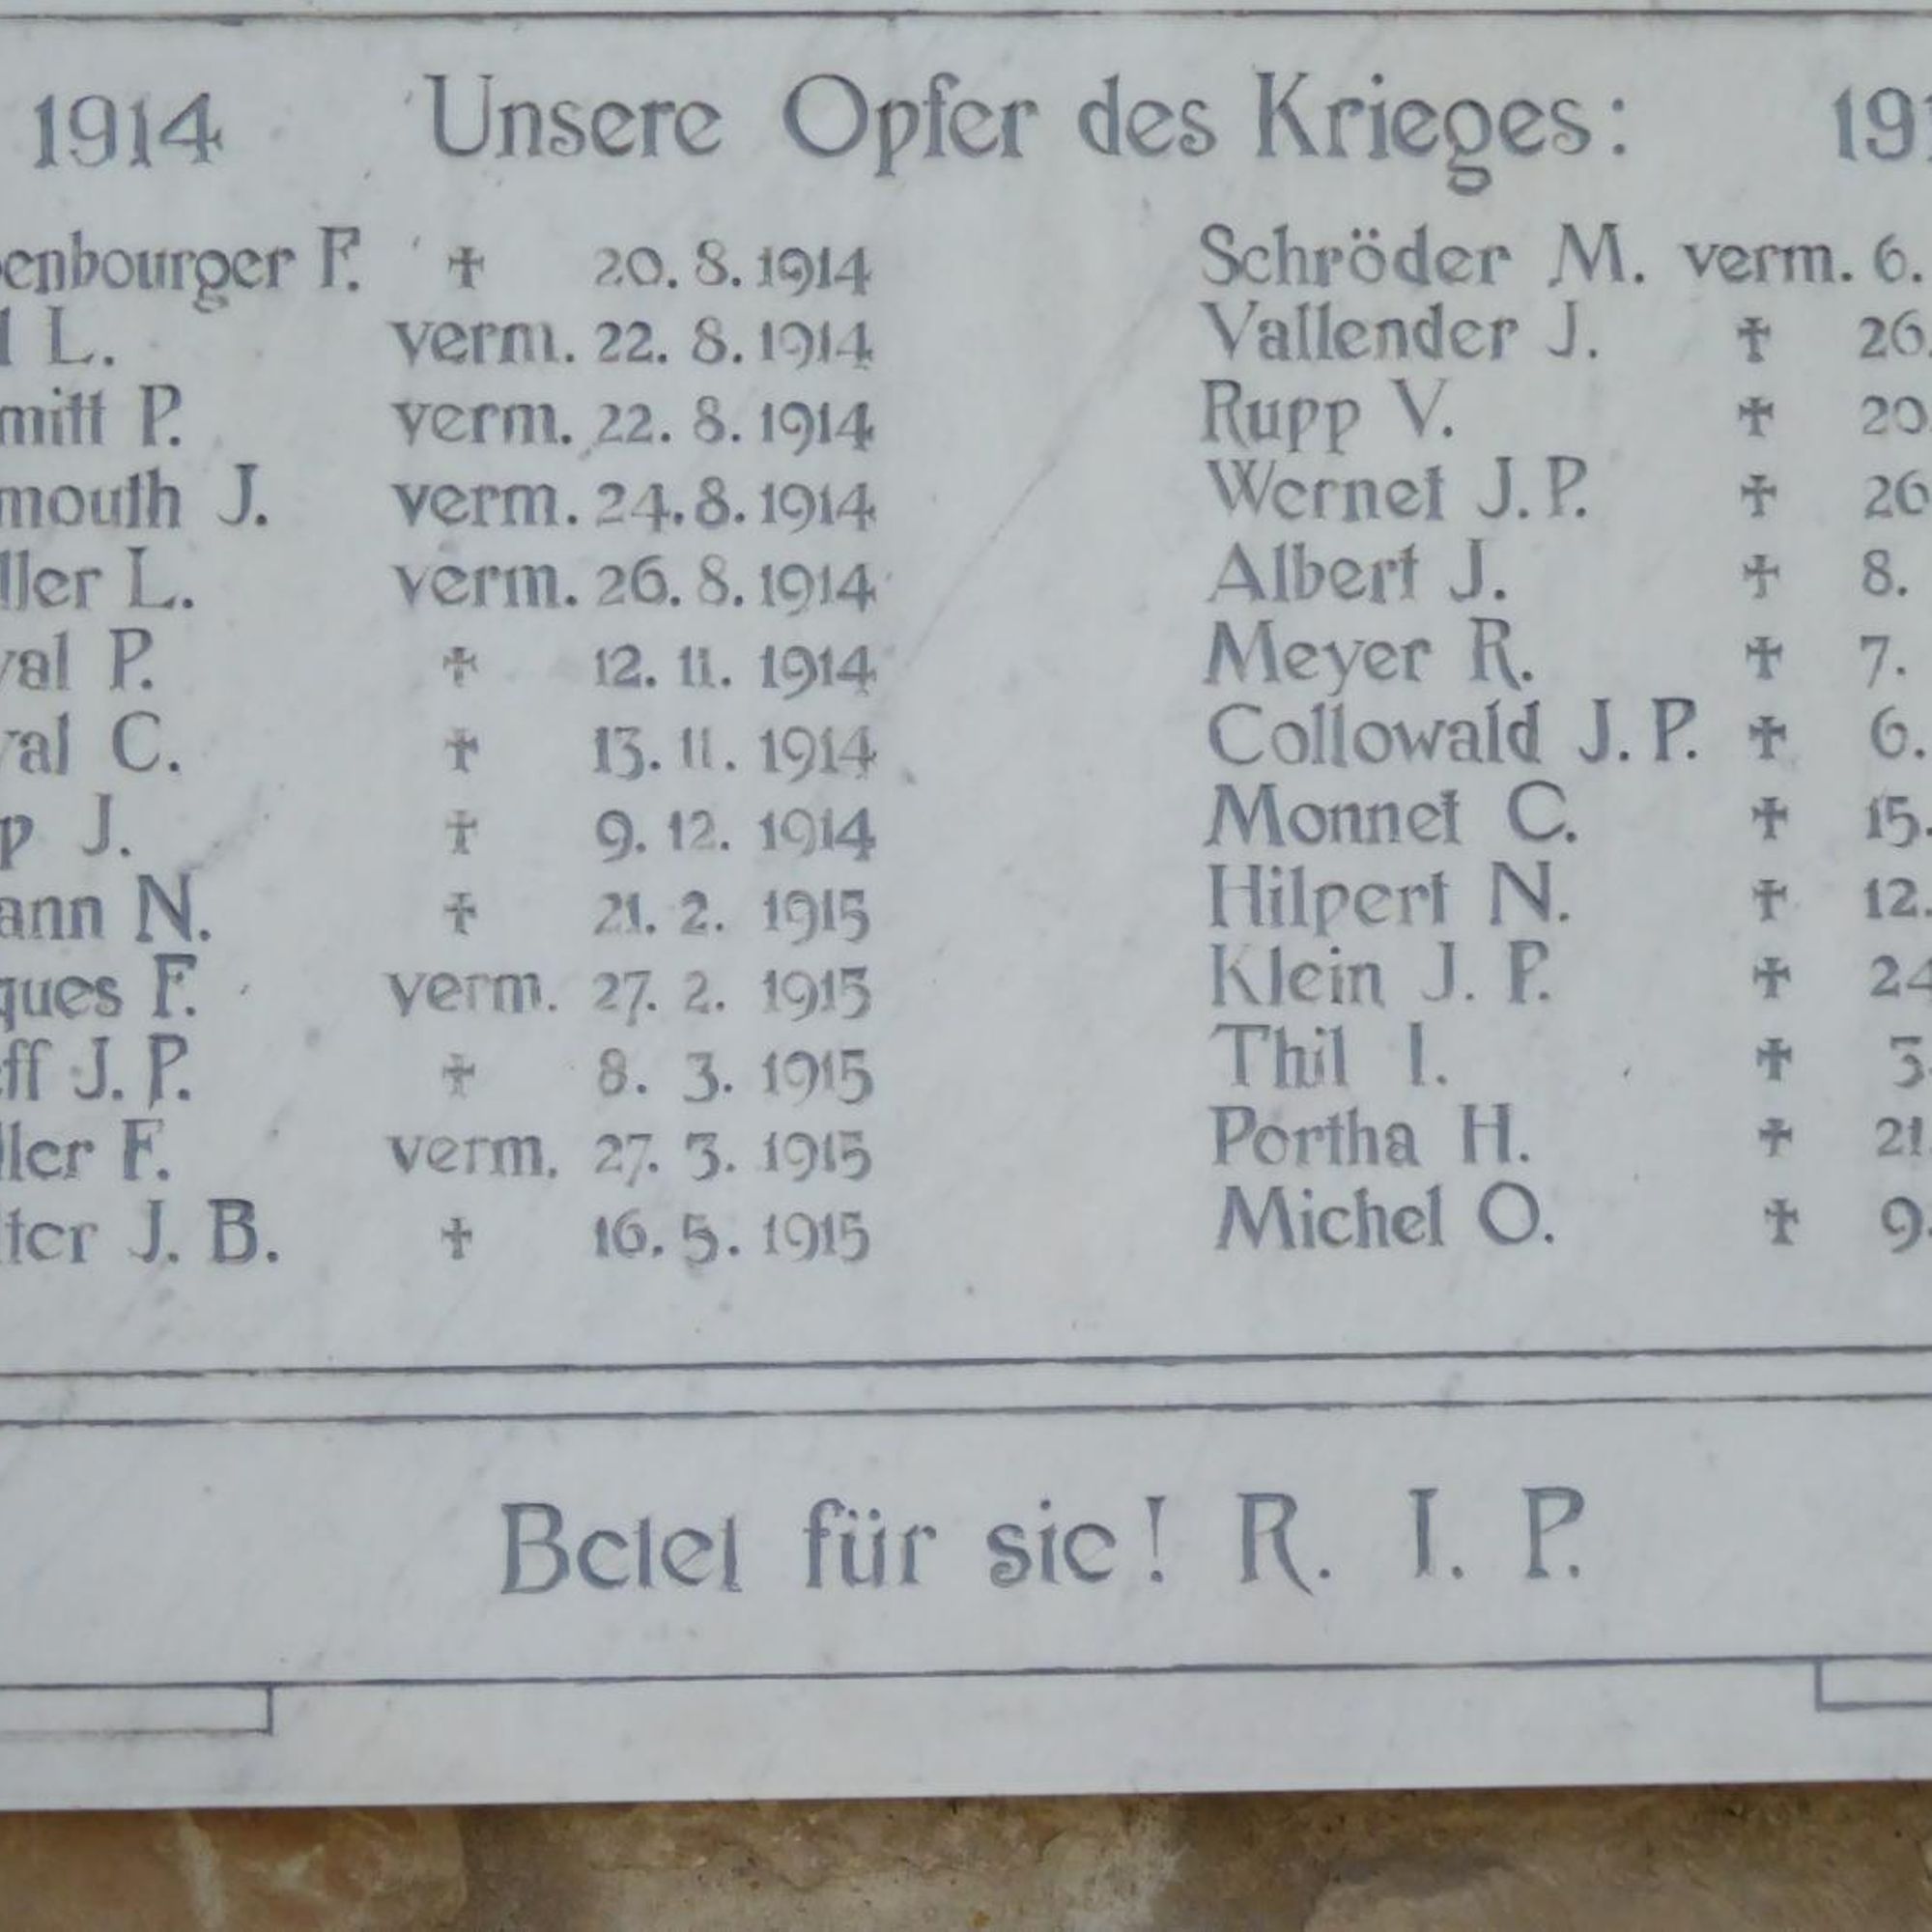 1914 Unsere Opfer des Krieges:
enbourger F. ✝ 20. 8. 1914
L. verm. 22. 8. 1914
mitt P. verm. 22. 8. 1914
mouth J. verm. 24. 8. 1914
ller L. verm. 26. 8. 1914
val P. ✝ 12. 11. 1914
val C. ✝ 13. 11. 1914
p J. ✝ 9. 12. 1914
ann N. ✝ 21. 2. 1915
ques F. verm. 27. 2. 1915
ff J. P. ✝ 8. 3. 1915
ller F. verm. 27. 3. 1915
ter J. B. ✝ 16. 5. 1915
Schröder M. verm. 6.
Vallender J. ✝ 26.
Rupp V. ✝ 20
Wernet J. P. ✝ 26
Albert J. ✝ 8.
Meyer R. ✝ 7.
Collowald J. P. ✝ 6.
Monnet C. ✝ 15.
Hilpert N. ✝ 12.
Klein J. P. ✝ 24
Thil I. ✝ 3
Portha H. ✝ 21
Michel O. ✝ 9
Betet für sie! R. I. P.